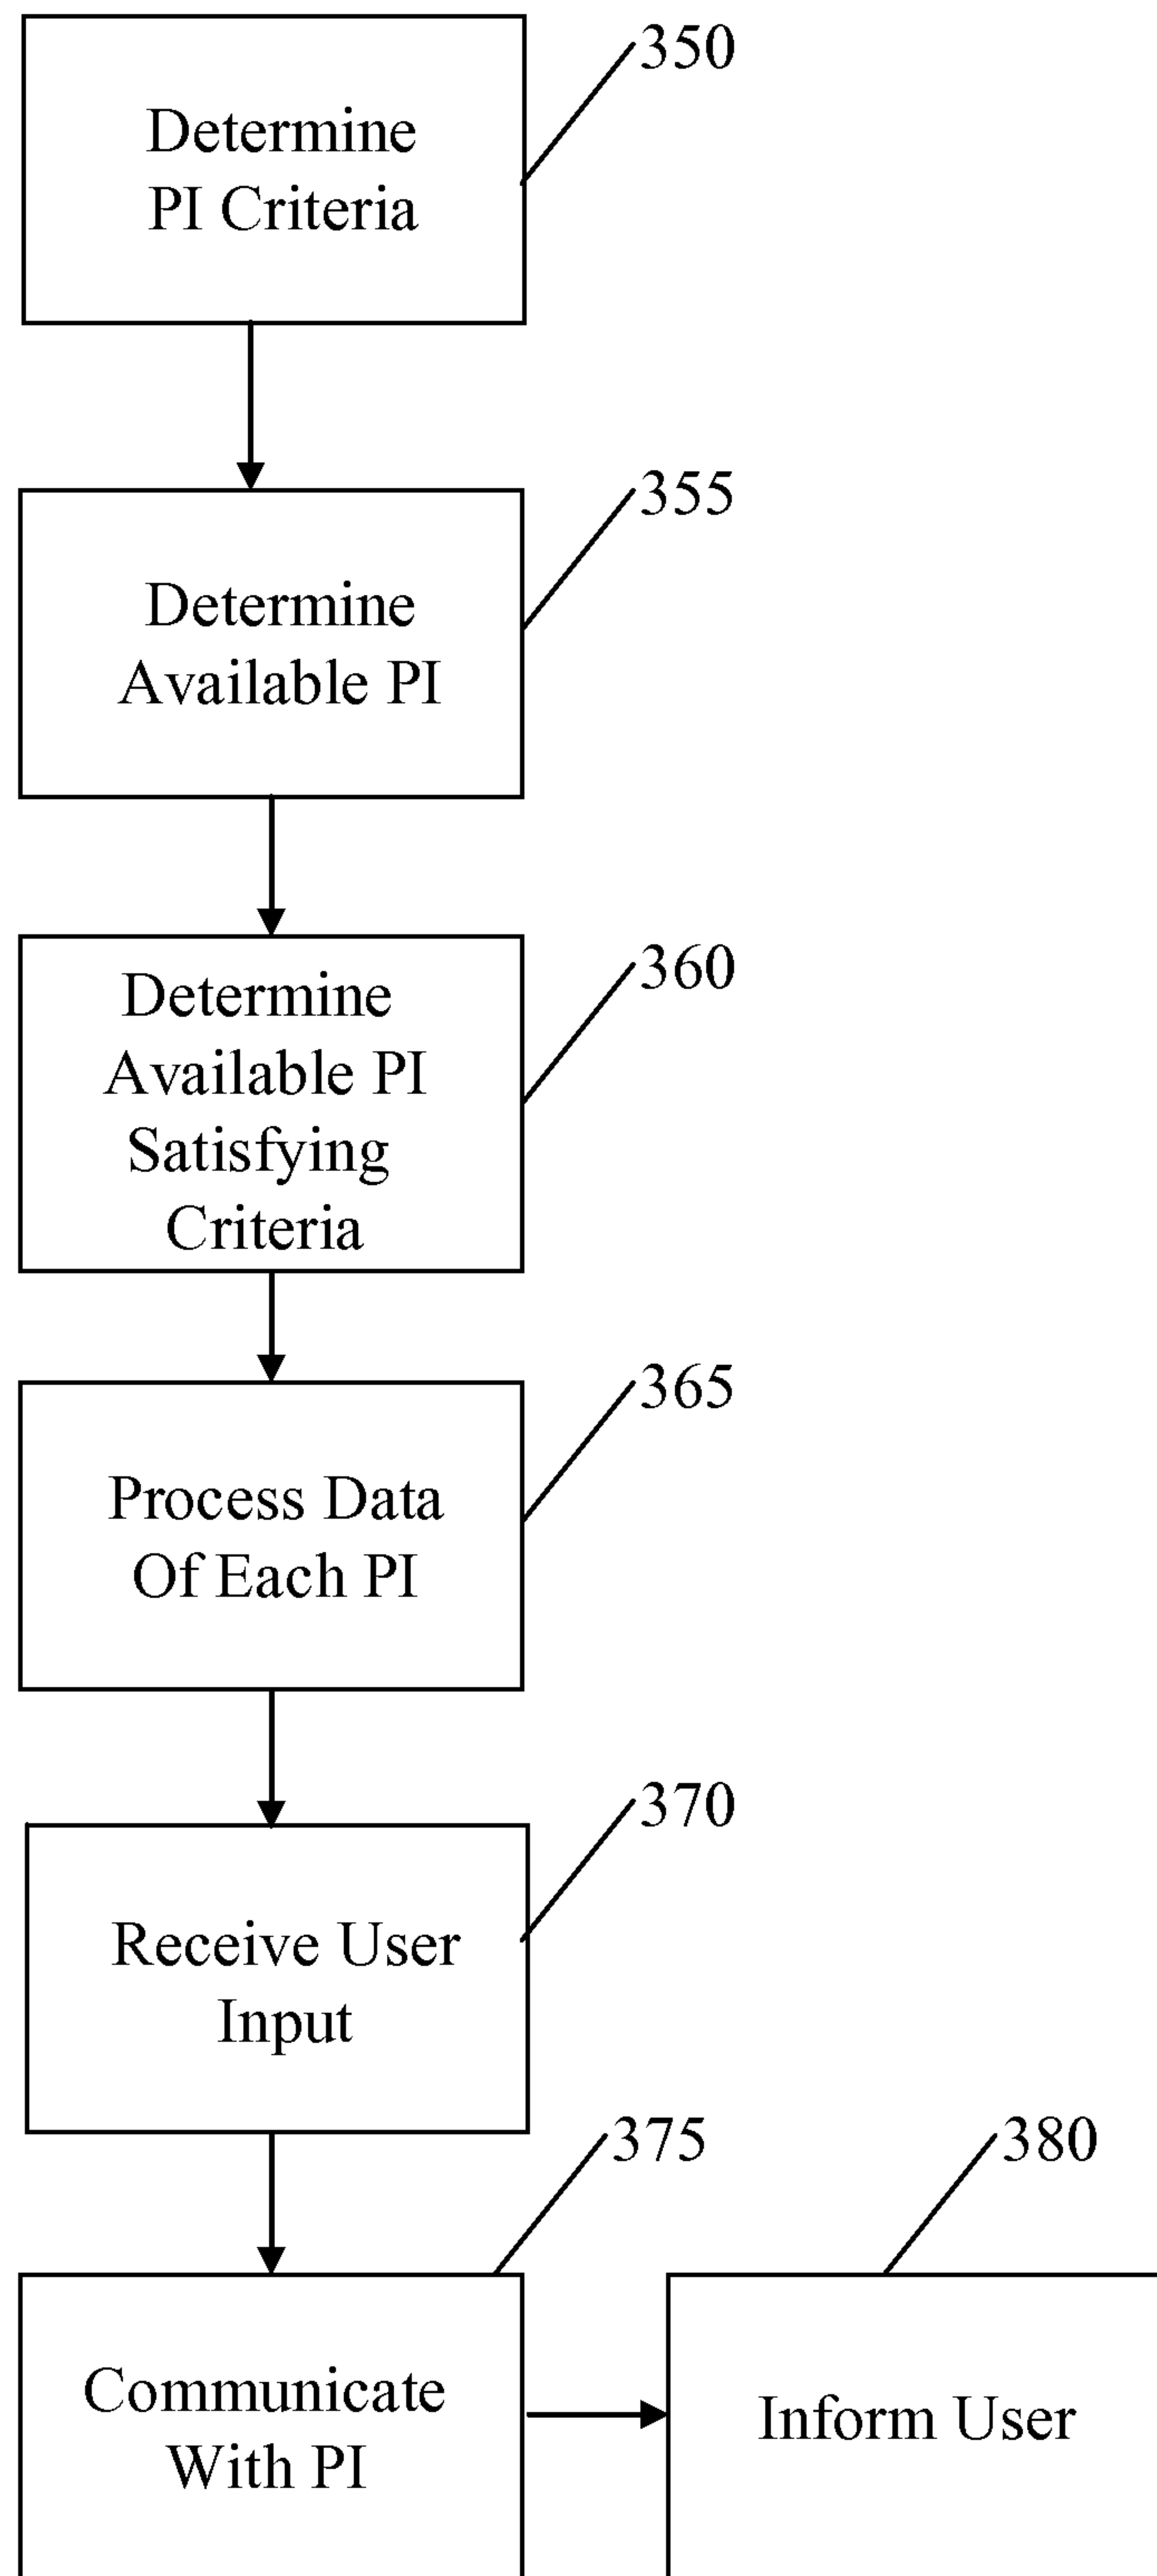 350
Determine
PI Criteria
355
Determine
Available PI
360
Determine
Available PI
Satisfying
Criteria
365
Process Data
Of Each PI
370
Receive User
Input
375
380
Communicate
With PI
Inform User